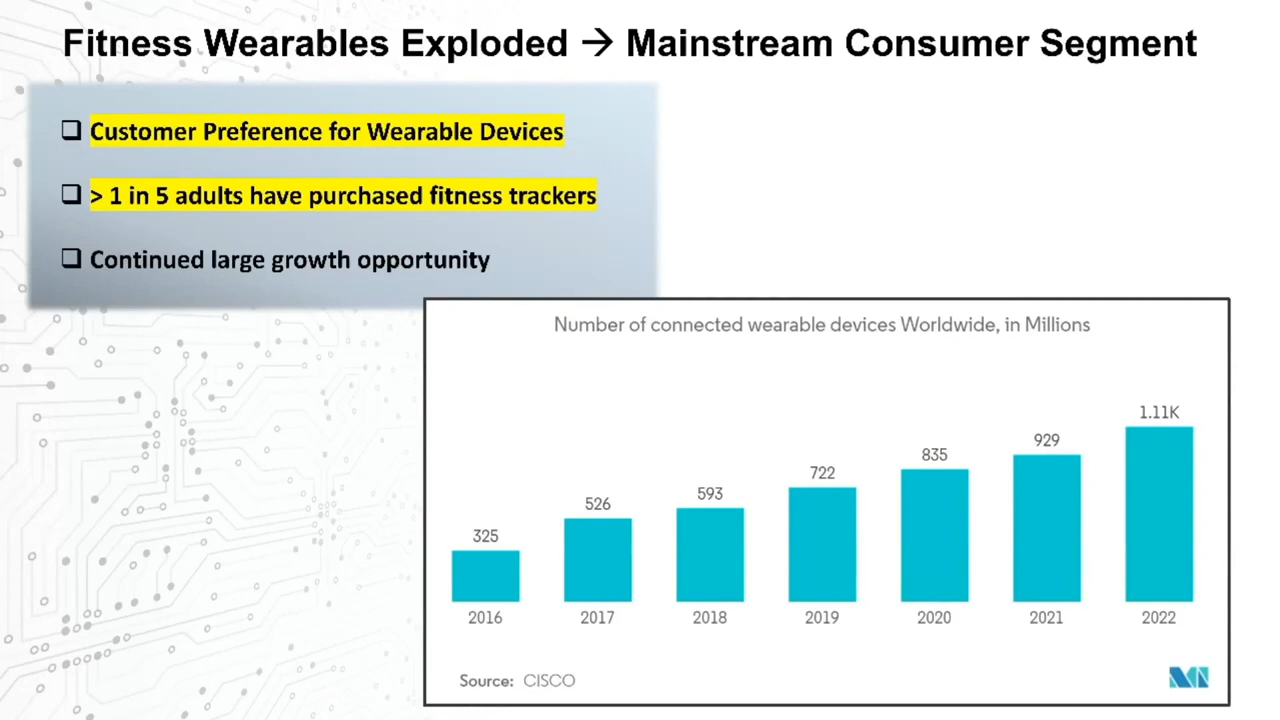 Fitness Wearables Exploded → Mainstream Consumer Segment
Customer Preference for Wearable Devices
> 1 in 5 adults have purchased fitness trackers
Continued large growth opportunity
Number of connected wearable devices Worldwide, in Millions
325
526
593
722
835
929
1.11K
2016
2017
2018
2019
2020
2021
2022
Source: CISCO